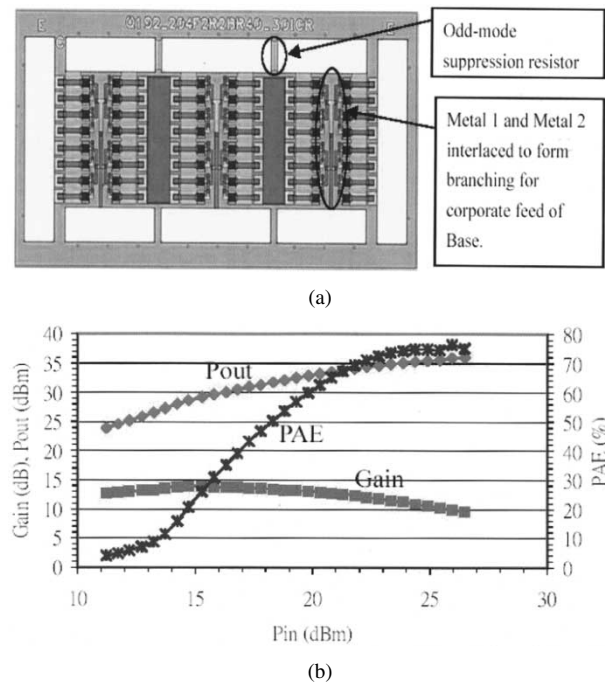 E
E
Odd-mode
suppression resistor
Metal 1 and Metal 2
interlaced to form
branching for
corporate feed of
Base.
(a)
40
35
30
25
20
15
10
5
0
Gain (dB), Pout (dBm)
Pout
PAE
Gain
80
70
60
50
40
30
20
10
0
PAE (%)
10
15
20
25
30
Pin (dBm)
(b)